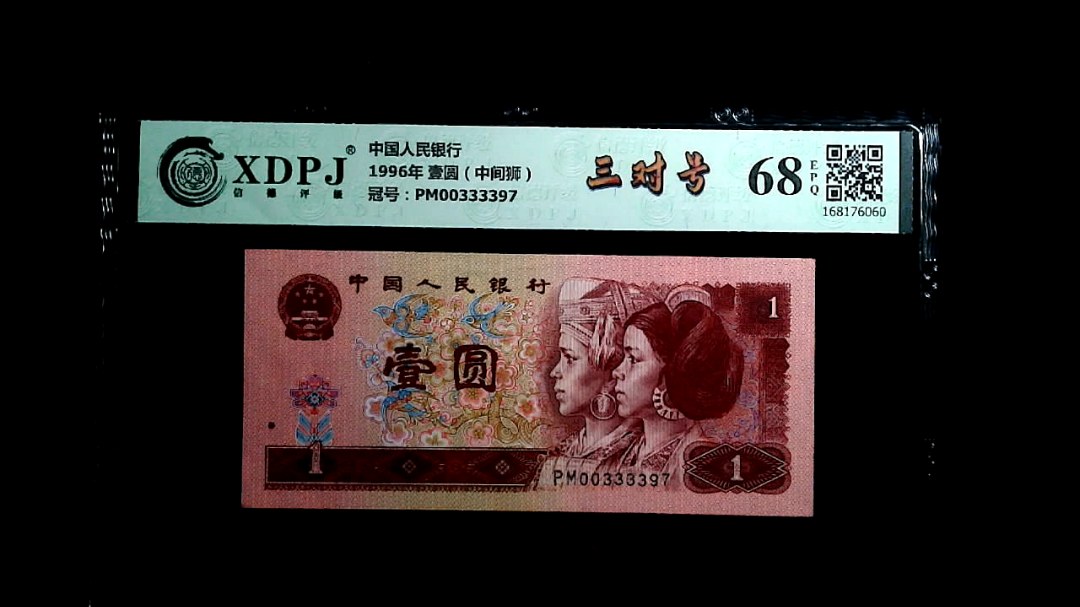 XDPJ®
信德评级
中国人民银行
1996年 壹圆（中间狮）
冠号：PM00333397
三对号
68 EPQ
168176060
中国人民银行
1
壹圆
1
PM00333397
1